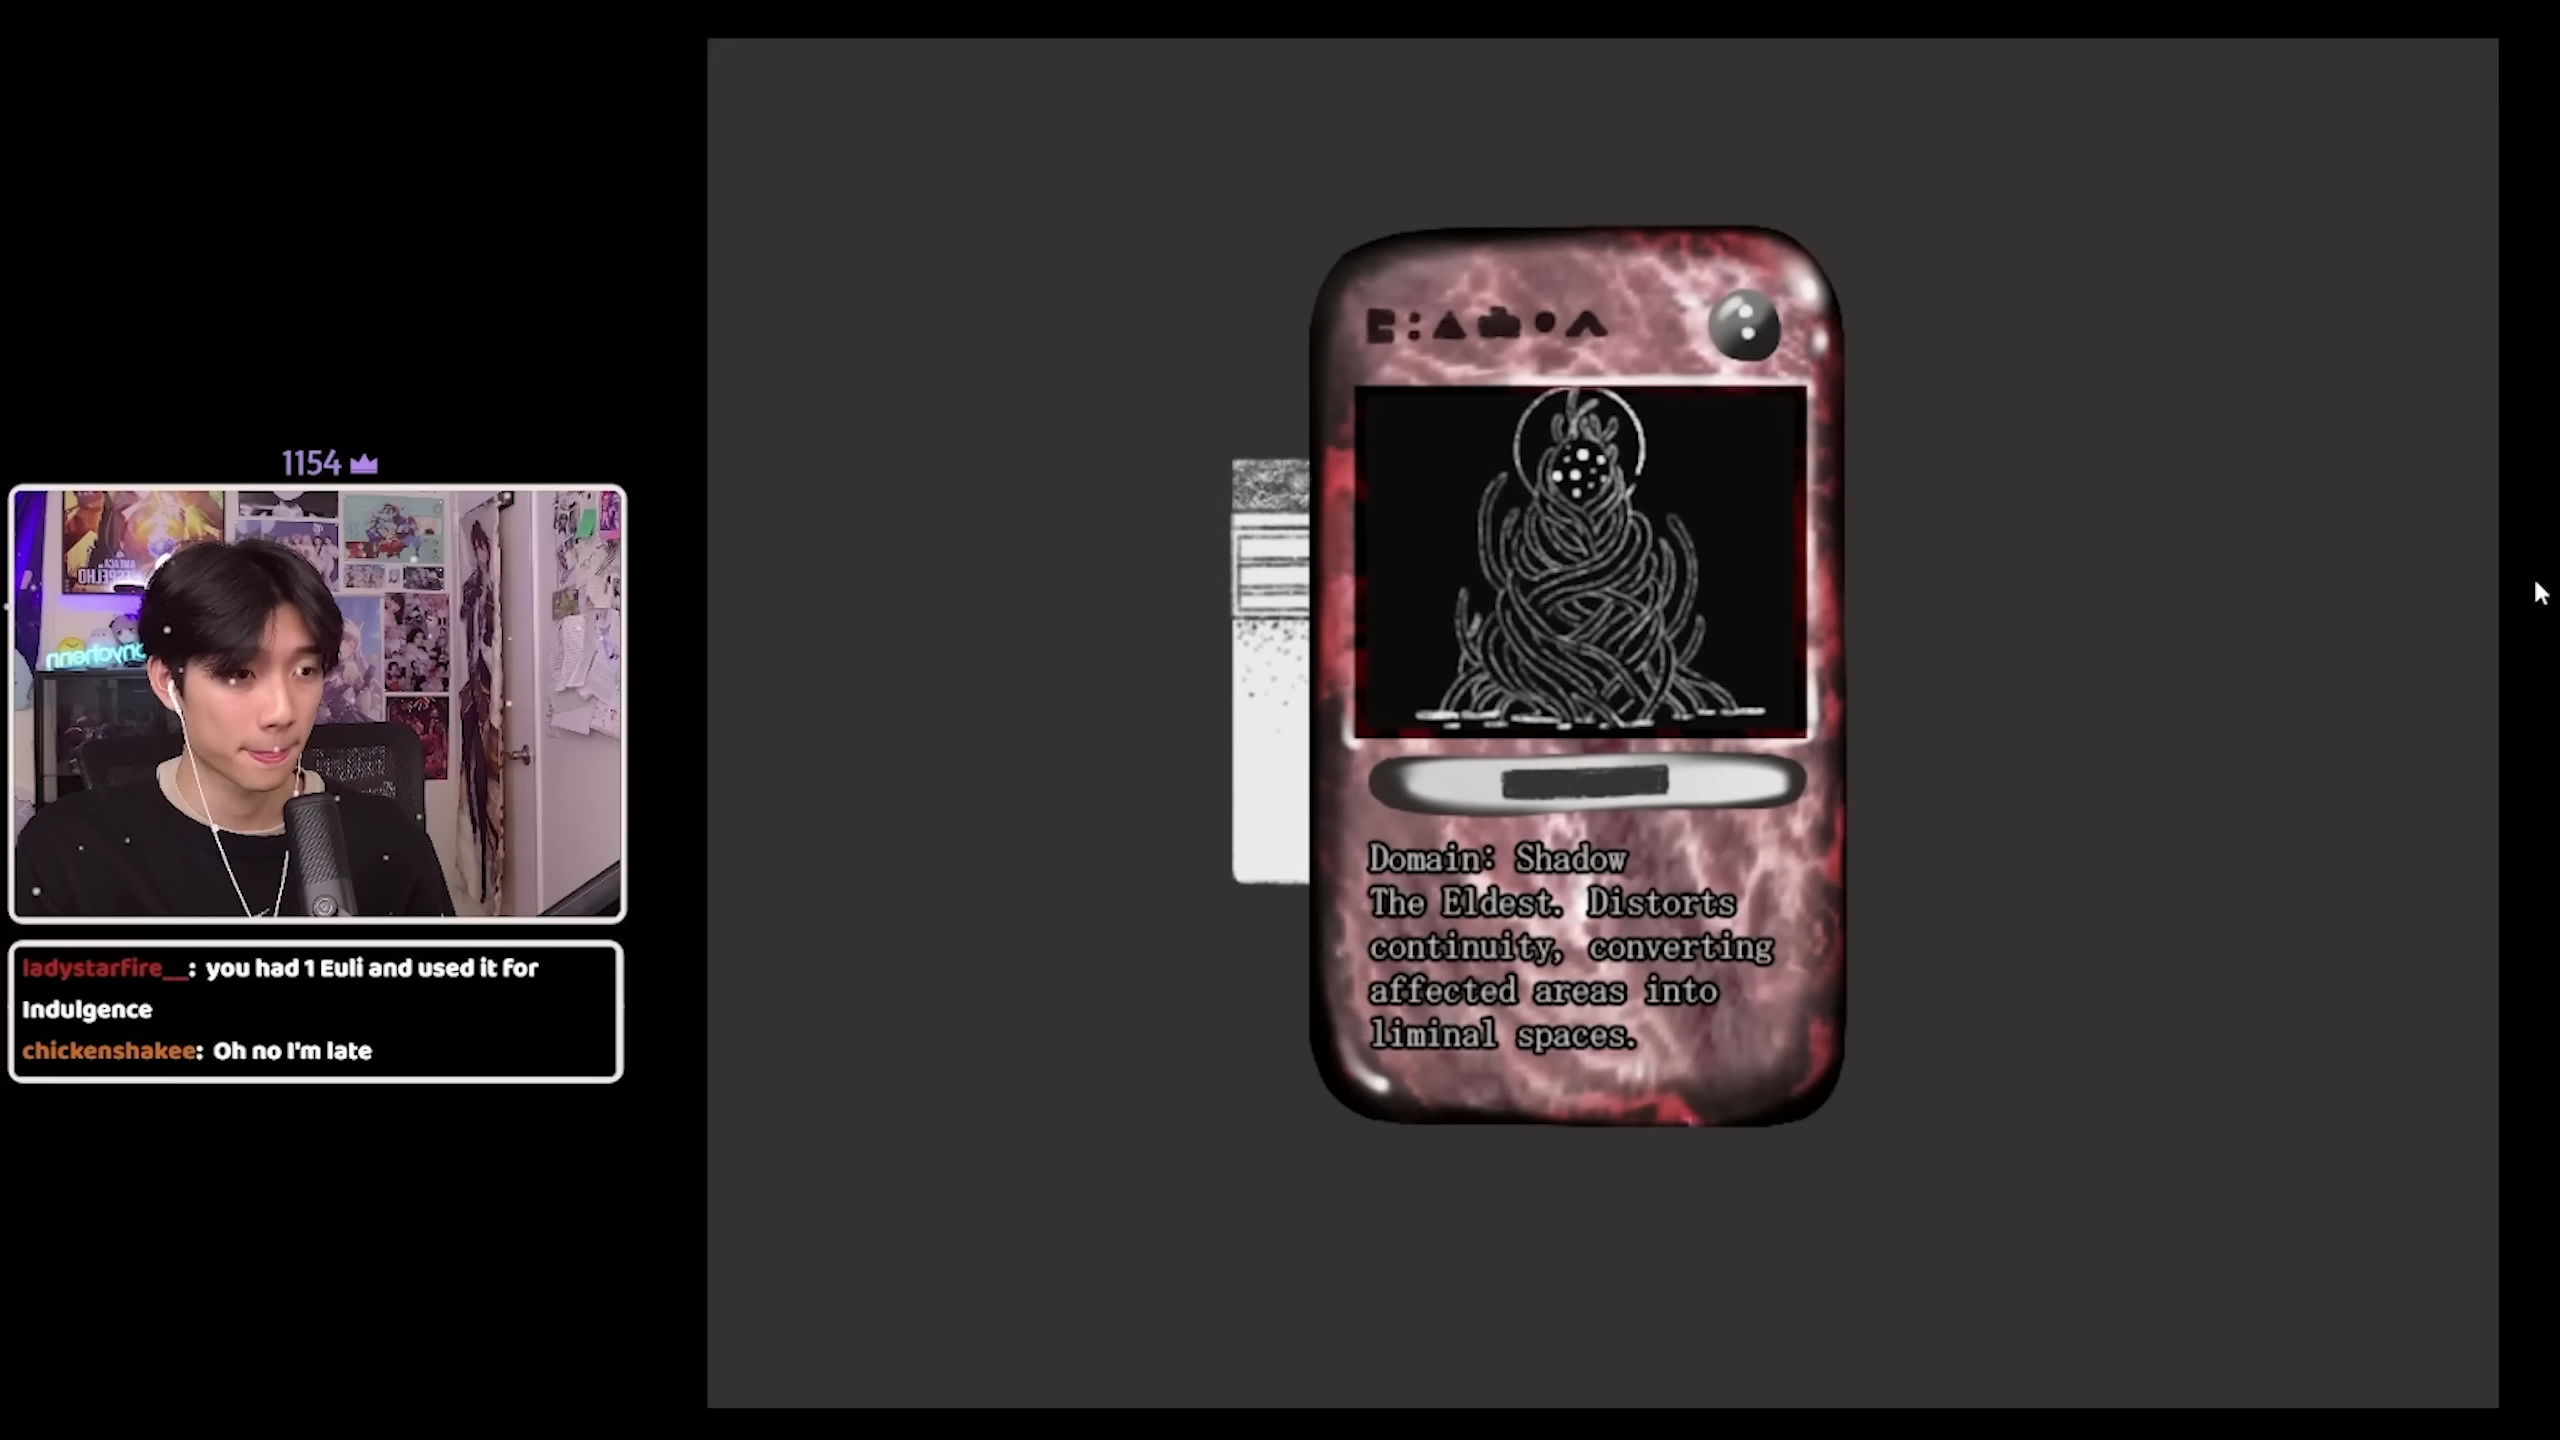 1154
ladystarfire__: you had 1 Euli and used it for
Indulgence
chickenshakee: Oh no I'm late
Domain: Shadow
The Eldest. Distorts
continuity, converting
affected areas into
liminal spaces.